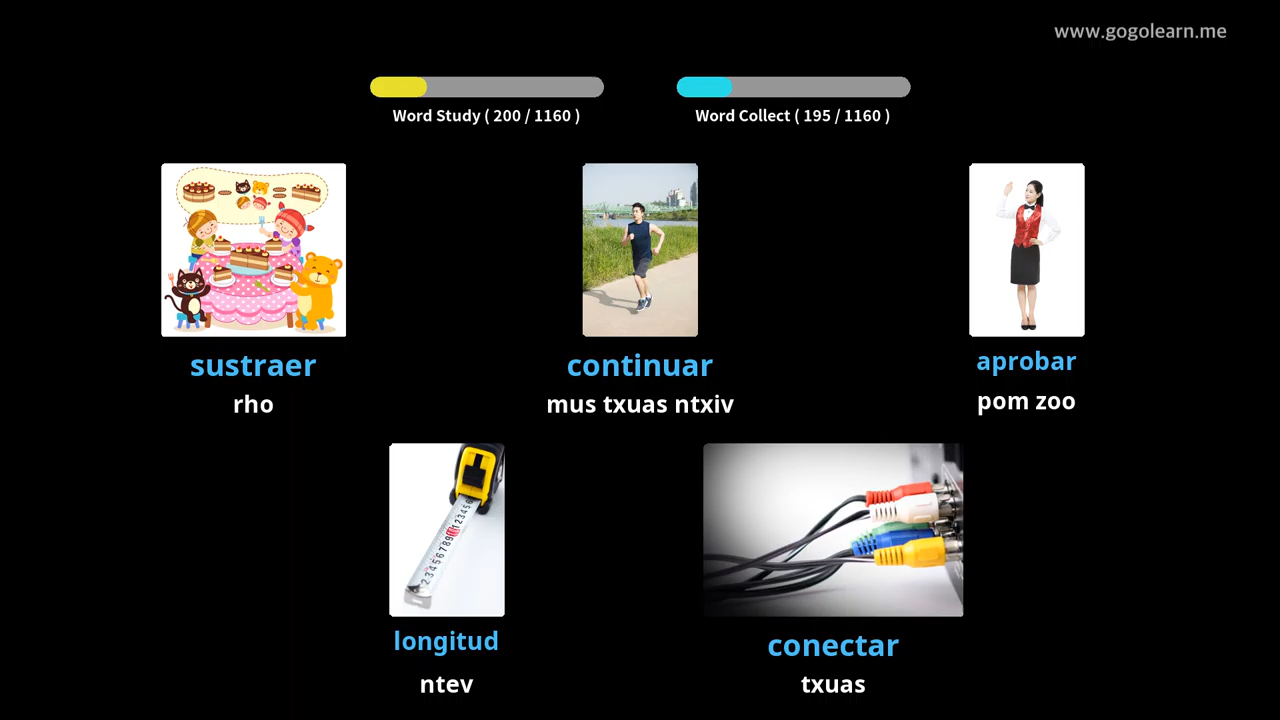 www.gogolearn.me
Word Study ( 200 / 1160 )
Word Collect ( 195 / 1160 )
sustraer
rho
continuar
mus txuas ntxiv
aprobar
pom zoo
longitud
ntev
conectar
txuas